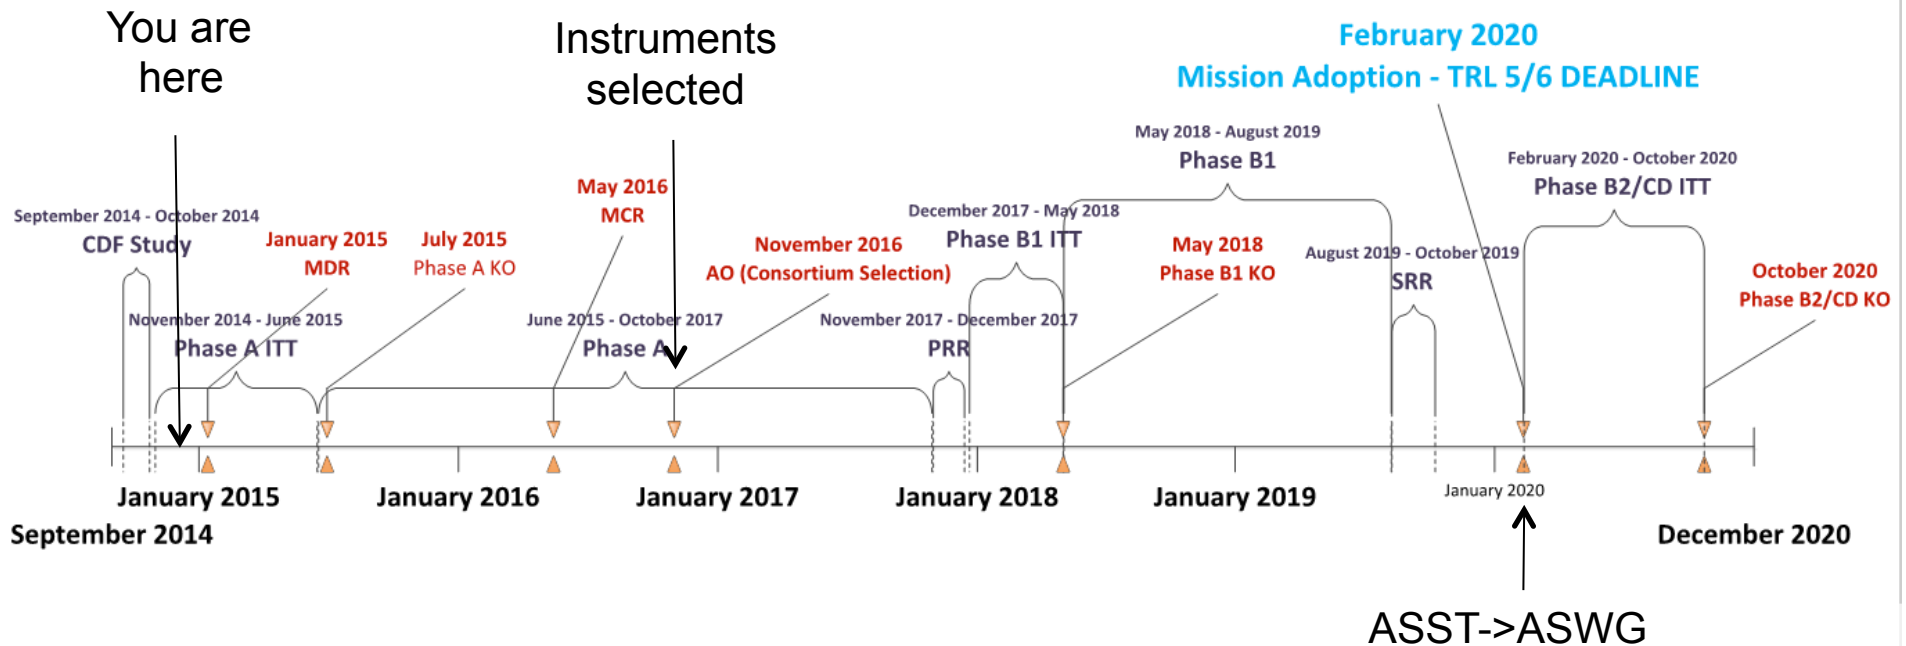 You are
here
Instruments
selected
February 2020
Mission Adoption - TRL 5/6 DEADLINE
May 2018 - August 2019
Phase B1
February 2020 - October 2020
Phase B2/CD ITT
May 2016
MCR
September 2014 - October 2014
CDF Study
December 2017 - May 2018
Phase B1 ITT
January 2015
MDR
July 2015
Phase A KO
November 2016
AO (Consortium Selection)
May 2018
Phase B1 KO
August 2019 - October 2019
SRR
October 2020
Phase B2/CD KO
November 2014 - June 2015
Phase A ITT
June 2015 - October 2017
Phase A
November 2017 - December 2017
PRR
January 2015
January 2016
January 2017
January 2018
January 2019
January 2020
September 2014
December 2020
ASST->ASWG